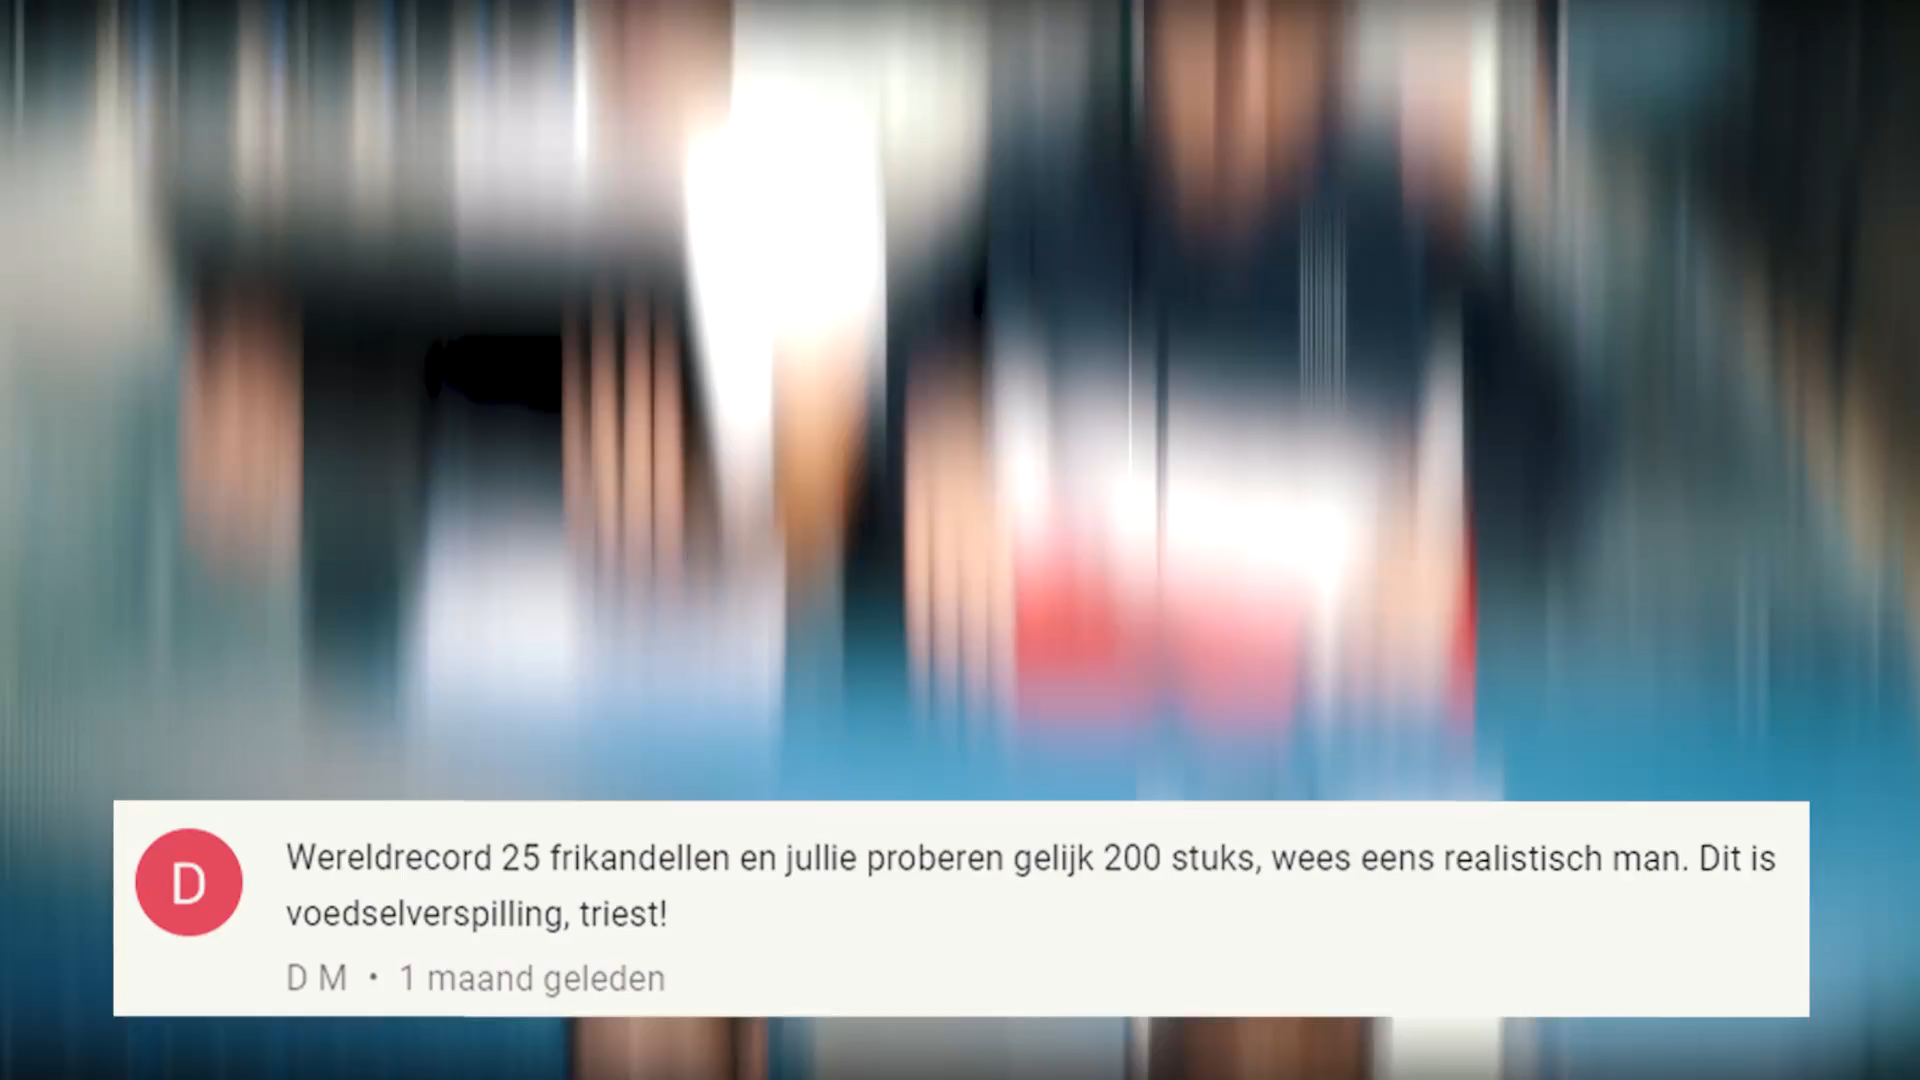 D
Wereldrecord 25 frikandellen en jullie proberen gelijk 200 stuks, wees eens realistisch man. Dit is
voedselverspilling, triest!
D M • 1 maand geleden